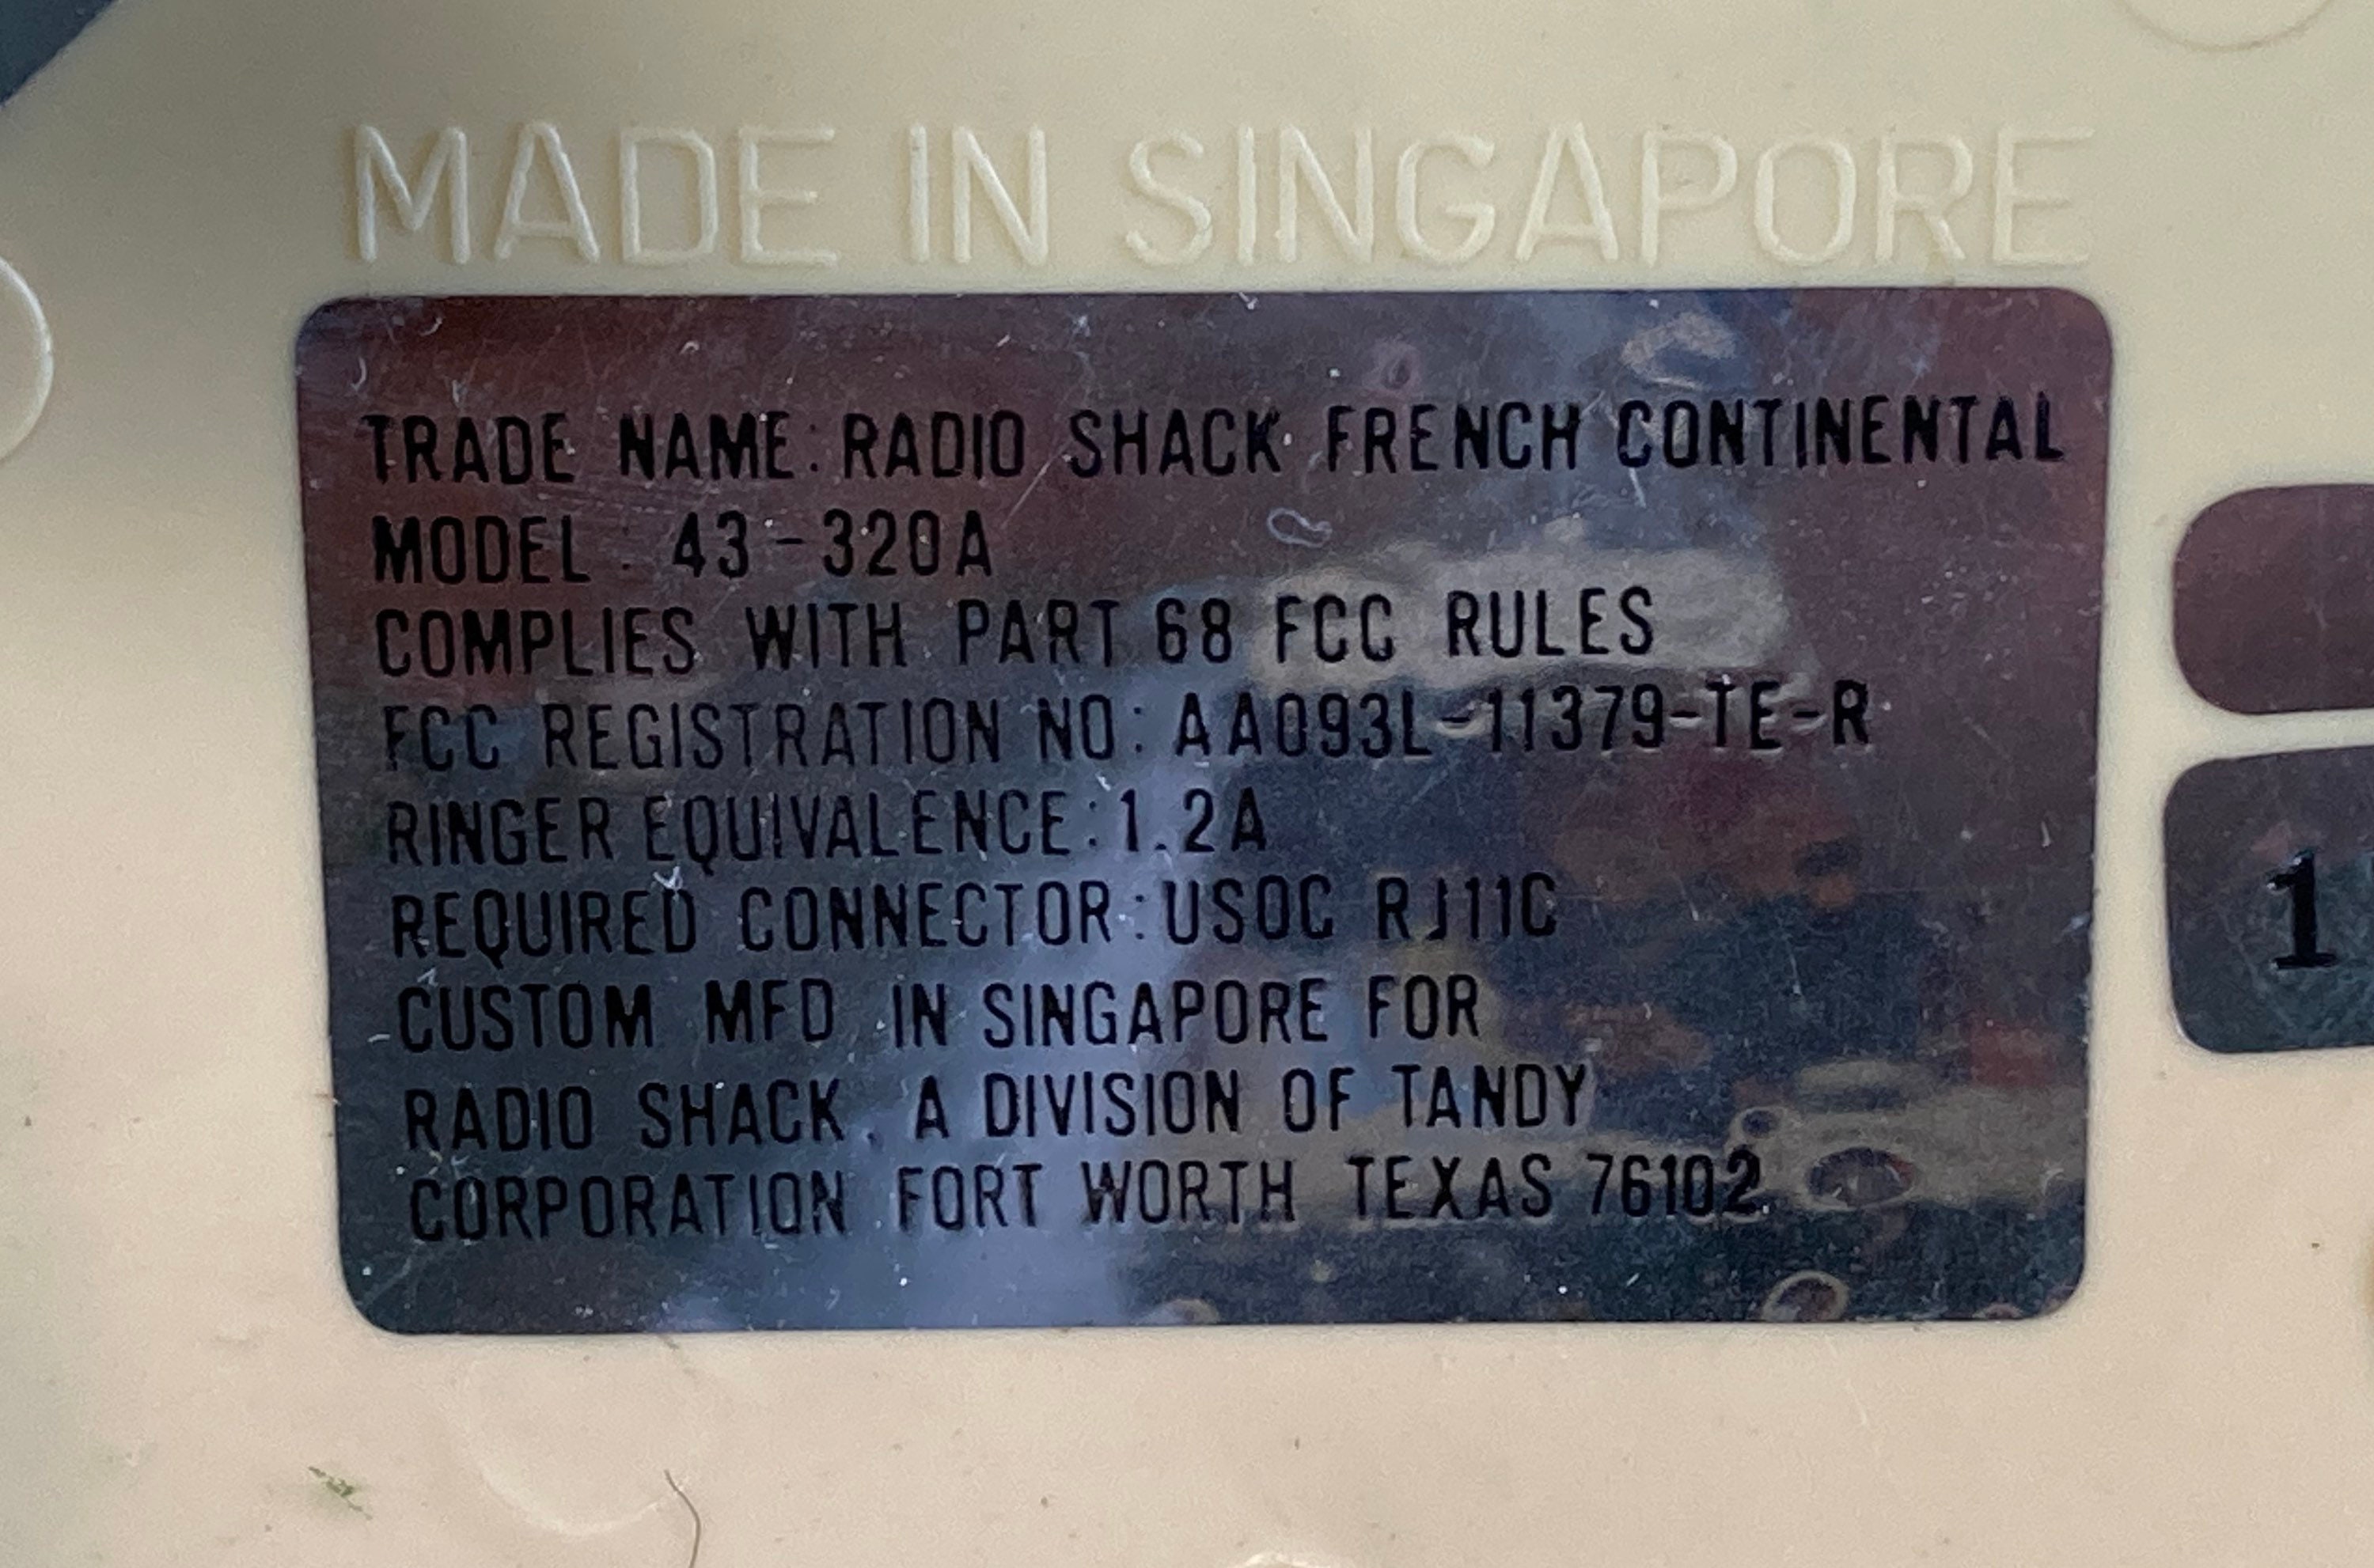 MADE IN SINGAPORE
TRADE NAME: RADIO SHACK FRENCH CONTINENTAL
MODEL : 43-320A
COMPLIES WITH PART 68 FCC RULES
FCC REGISTRATION NO: AA093L-11379-TE-R
RINGER EQUIVALENCE: 1.2A
REQUIRED CONNECTOR: USOC RJ11C
CUSTOM MFD IN SINGAPORE FOR
RADIO SHACK, A DIVISION OF TANDY
CORPORATION FORT WORTH TEXAS 76102
1